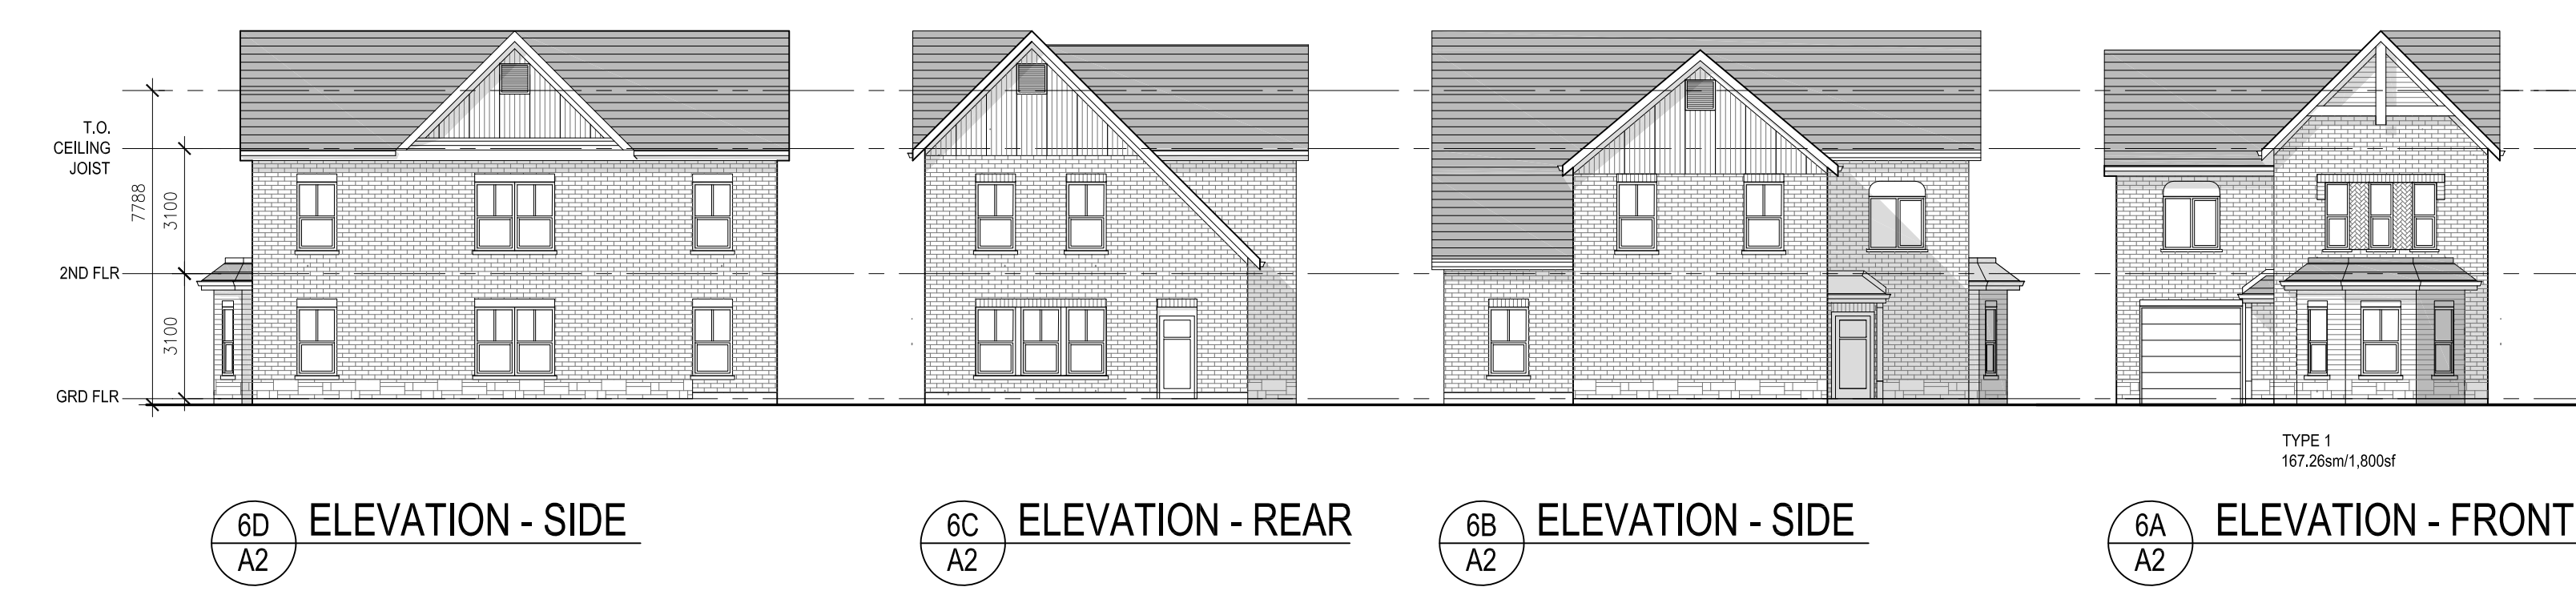 T.O.
CEILING
JOIST
7788
3100
2ND FLR
3100
GRD FLR
TYPE 1
167.26sm/1,800sf
6D
A2
ELEVATION - SIDE
6C
A2
ELEVATION - REAR
6B
A2
ELEVATION - SIDE
6A
A2
ELEVATION - FRONT